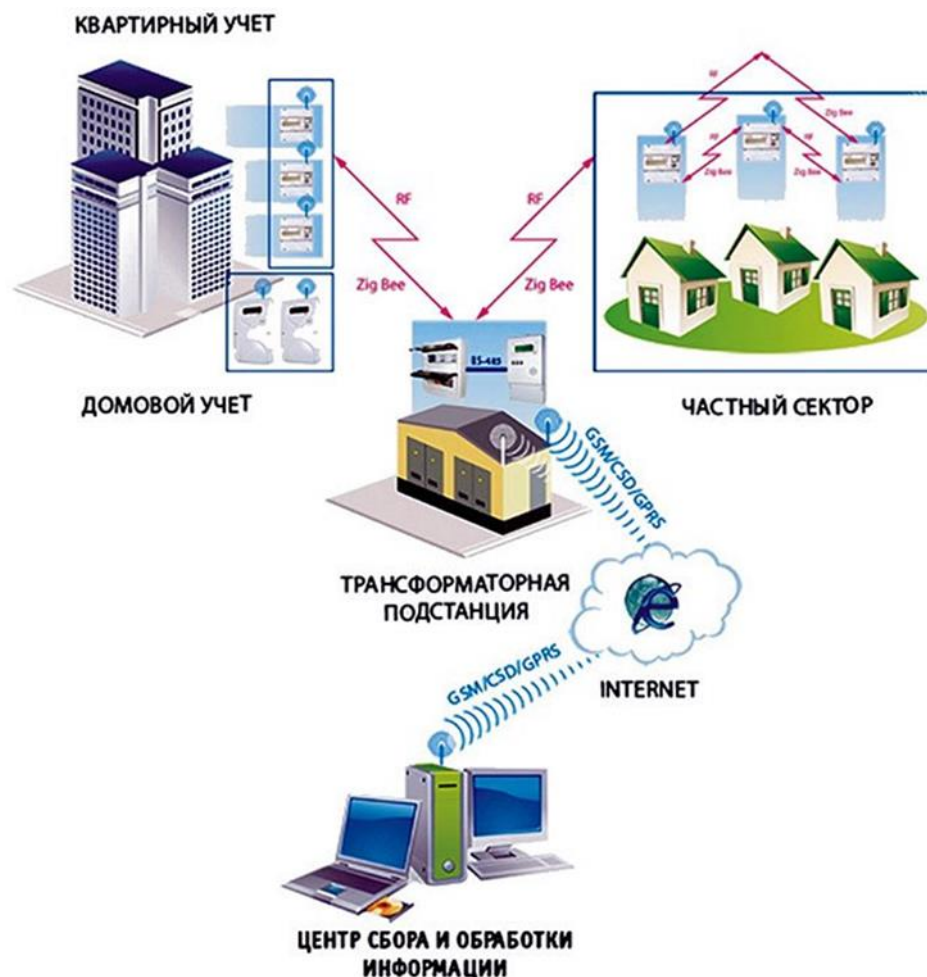 КВАРТИРНЫЙ УЧЕТ
RF
Zig Bee
RF
RF
Zig Bee
Zig Bee
RF
RF
Zig Bee
Zig Bee
RS-485
ДОМОВОЙ УЧЕТ
ЧАСТНЫЙ СЕКТОР
GSM/CSD/GPRS
ТРАНСФОРМАТОРНАЯ
ПОДСТАНЦИЯ
GSM/CSD/GPRS
INTERNET
ЦЕНТР СБОРА И ОБРАБОТКИ
ИНФОРМАЦИИ